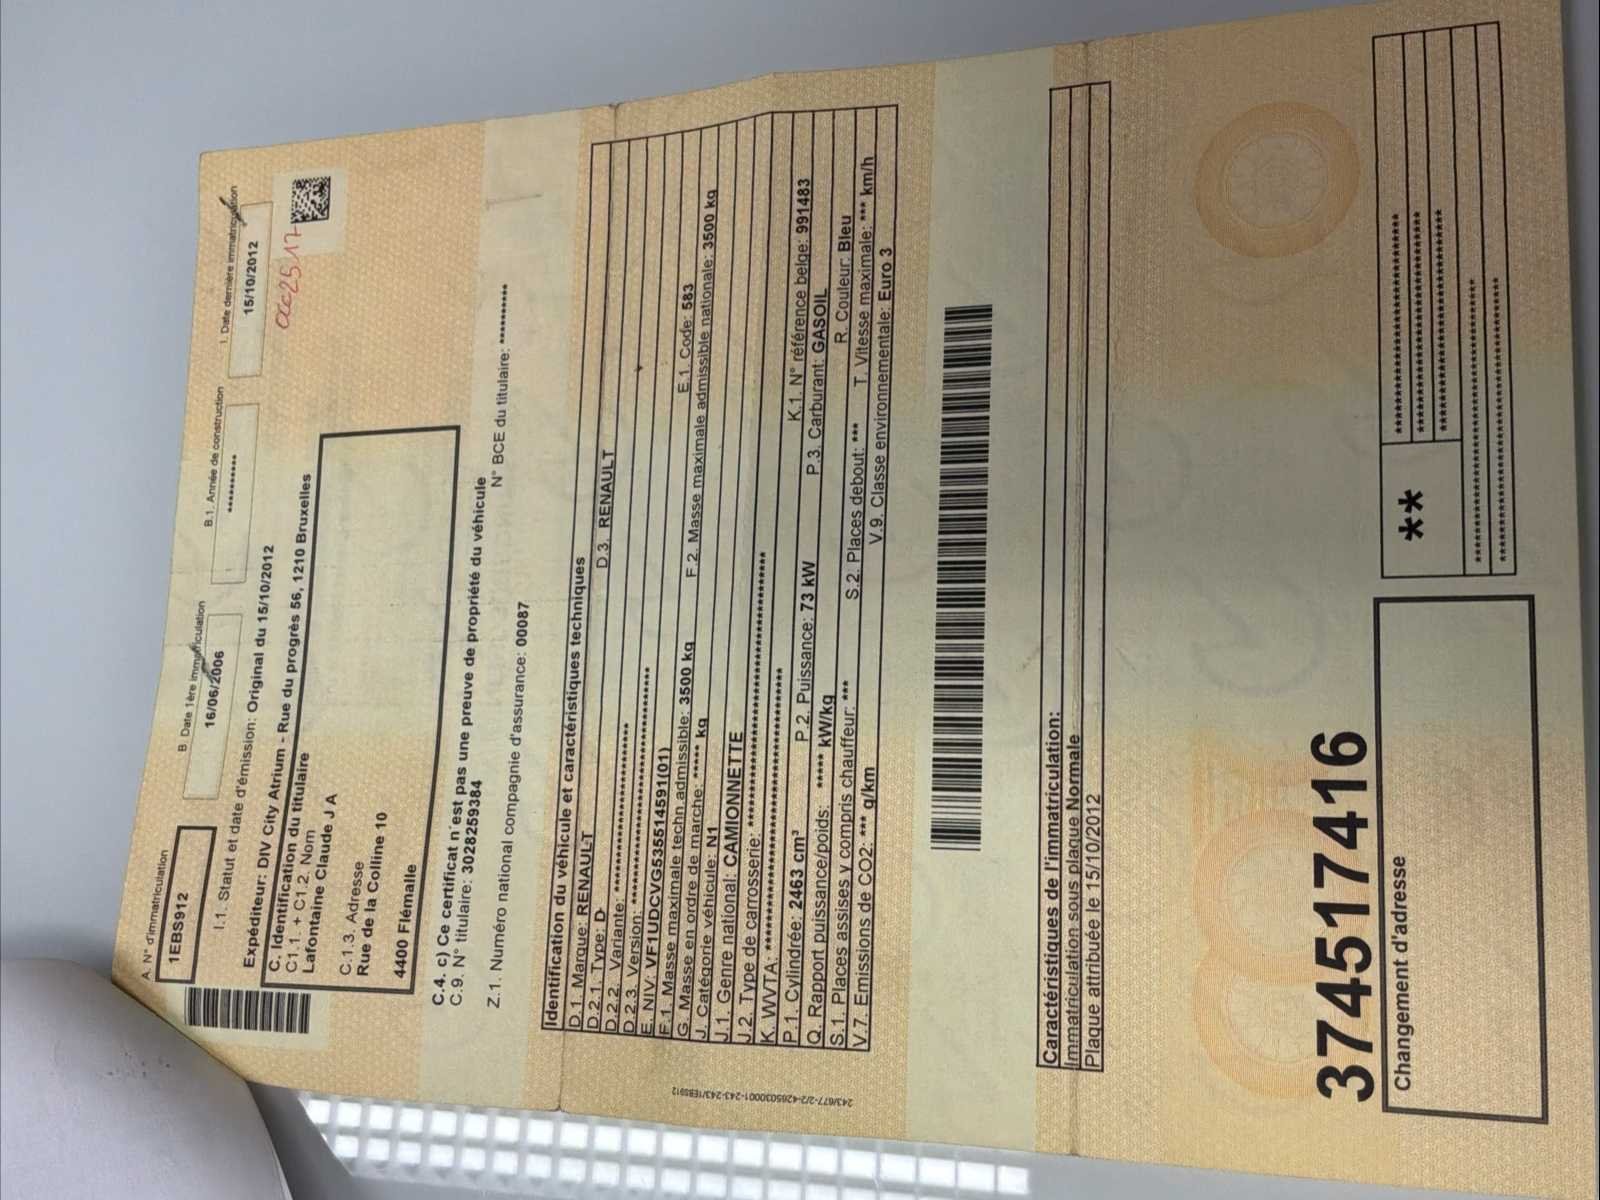 A. N° d'immatriculation
1EBS912
B. Date 1ère immatriculation
16/06/2006
B.1. Année de construction
**********
I. Date dernière immatriculation
15/10/2012
I.1. Statut et date d'émission: Original du 15/10/2012
Expéditeur: DIV City Atrium - Rue du progrès 56, 1210 Bruxelles
C. Identification du titulaire
C1.1. + C1.2. Nom
Lafontaine Claude J A
C.1.3. Adresse
Rue de la Colline 10
4400 Flémalle
C.4. c) Ce certificat n'est pas une preuve de propriété du véhicule
C.9. N° titulaire: 30282593​84 N° BCE du titulaire: **********
Z.1. Numéro national compagnie d'assurance: 00087
Identification du véhicule et caractéristiques techniques
D.1. Marque: RENAULT
D.2.1. Type: D D.3. RENAULT
D.2.2. Variante: *************************
D.2.3. Version: ***********************************
E. NIV: VF1UDCVG535514591(01)
F.1. Masse maximale techn.admissible: 3500 kg E.1. Code: 583
G. Masse en ordre de marche: ***** kg F.2. Masse maximale admissible nationale: 3500 kg
J. Catégorie véhicule: N1
J.1. Genre national: CAMIONNETTE
J.2. Type de carrosserie: ****************************************
K. WVTA: ****************************************
P.1. Cylindrée: 2463 cm³ P.2. Puissance: 73 kW K.1. N° référence belge: 991483
Q. Rapport puissance/poids: ***** kW/kg P.3. Carburant: GASOIL
S.1. Places assises y compris chauffeur: *** S.2. Places debout: *** R. Couleur: Bleu
V.7. Emissions de CO2: *** g/km T. Vitesse maximale: *** km/h
V.9. Classe environnementale: Euro 3
243/677-2/2-4265030001-243-243/1EBS912
Caractéristiques de l'immatriculation:
Immatriculation sous plaque Normale
Plaque attribuée le 15/10/2012
374517416
Changement d'adresse
**
******************************
******************************
******************************
****************************************
****************************************